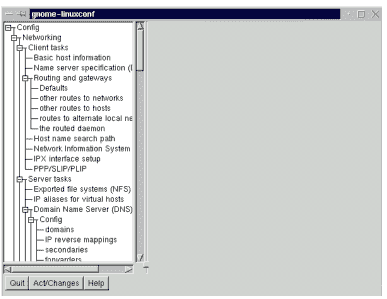 gnome-linuxconf
Config
Networking
Client tasks
Basic host information
Name server specification (
Routing and gateways
Defaults
other routes to networks
other routes to hosts
routes to alternate local ne
the routed daemon
Host name search path
Network Information System
IPX interface setup
PPP/SLIP/PLIP
Server tasks
Exported file systems (NFS)
IP aliases for virtual hosts
Domain Name Server (DNS)
Config
domains
IP reverse mappings
secondaries
forwarders
Quit Act/Changes Help